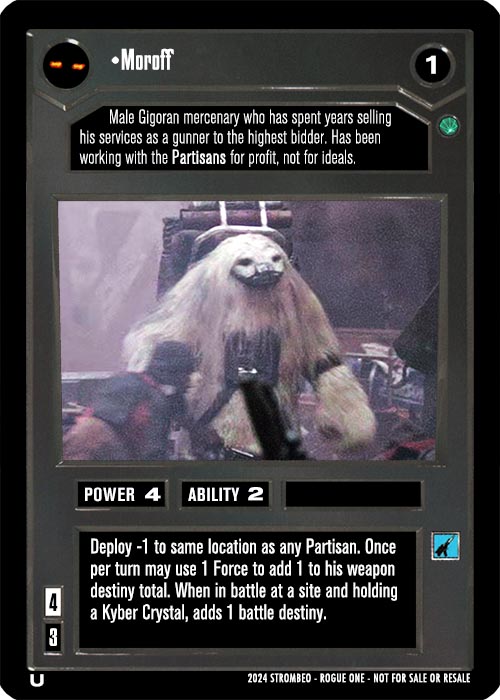 •Moroff
1
Male Gigoran mercenary who has spent years selling
his services as a gunner to the highest bidder. Has been
working with the Partisans for profit, not for ideals.
POWER 4 ABILITY 2
Deploy -1 to same location as any Partisan. Once
per turn may use 1 Force to add 1 to his weapon
destiny total. When in battle at a site and holding
a Kyber Crystal, adds 1 battle destiny.
4
3
U
2024 STROMBEO - ROGUE ONE - NOT FOR SALE OR RESALE